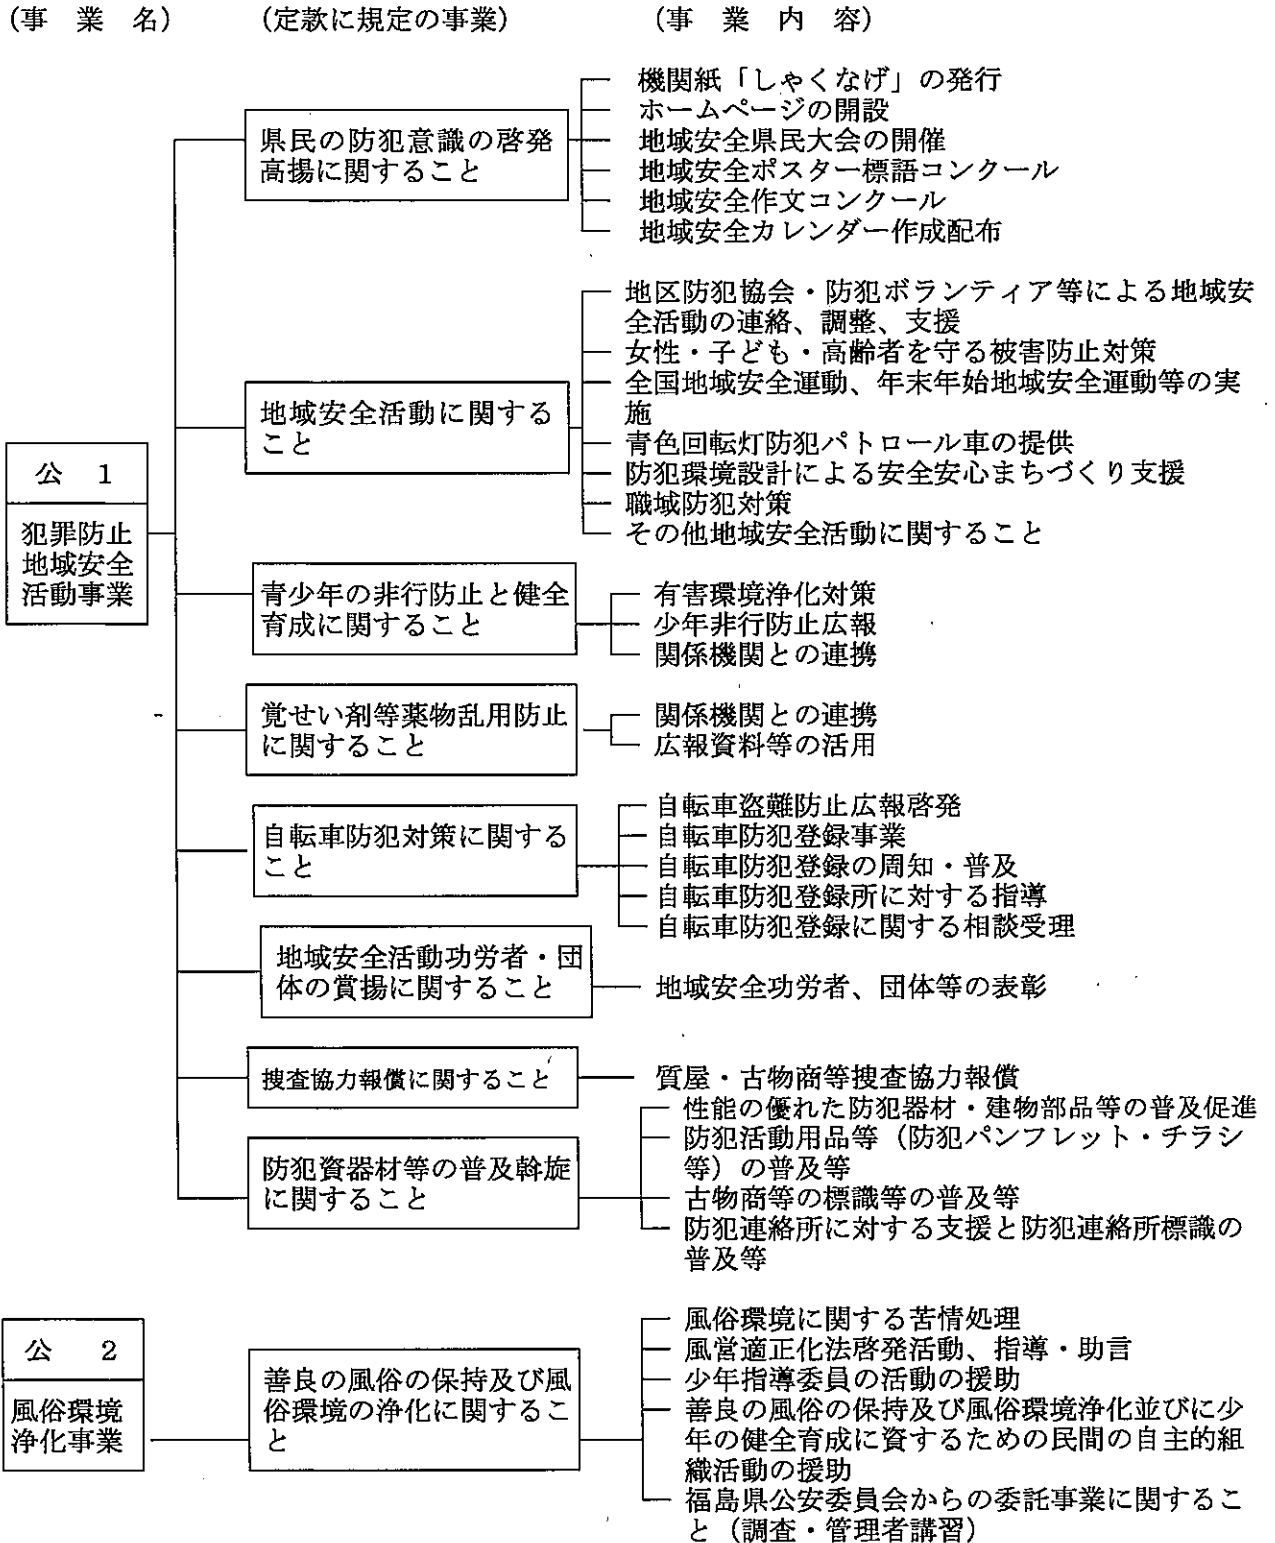 (事　業　名)　(定款に規定の事業)　(事　業　内　容)
公　1
犯罪防止
地域安全
活動事業
県民の防犯意識の啓発
高揚に関すること
機関紙「しゃくなげ」の発行
ホームページの開設
地域安全県民大会の開催
地域安全ポスター標語コンクール
地域安全作文コンクール
地域安全カレンダー作成配布
地域安全活動に関する
こと
地区防犯協会・防犯ボランティア等による地域安
全活動の連絡、調整、支援
女性・子ども・高齢者を守る被害防止対策
全国地域安全運動、年末年始地域安全運動等の実
施
青色回転灯防犯パトロール車の提供
防犯環境設計による安全安心まちづくり支援
職域防犯対策
その他地域安全活動に関すること
青少年の非行防止と健全
育成に関すること
有害環境浄化対策
少年非行防止広報
関係機関との連携
覚せい剤等薬物乱用防止
に関すること
関係機関との連携
広報資料等の活用
自転車防犯対策に関する
こと
自転車盗難防止広報啓発
自転車防犯登録事業
自転車防犯登録の周知・普及
自転車防犯登録所に対する指導
自転車防犯登録に関する相談受理
地域安全活動功労者・団
体の賞揚に関すること
地域安全功労者、団体等の表彰
捜査協力報償に関すること
質屋・古物商等捜査協力報償
防犯資器材等の普及斡旋
に関すること
性能の優れた防犯器材・建物部品等の普及促進
防犯活動用品等（防犯パンフレット・チラシ
等）の普及等
古物商等の標識等の普及等
防犯連絡所に対する支援と防犯連絡所標識の
普及等
公　2
風俗環境
浄化事業
善良の風俗の保持及び風
俗環境の浄化に関するこ
と
風俗環境に関する苦情処理
風営適正化法啓発活動、指導・助言
少年指導委員の活動の援助
善良の風俗の保持及び風俗環境浄化並びに少
年の健全育成に資するための民間の自主的組
織活動の援助
福島県公安委員会からの委託事業に関するこ
と（調査・管理者講習）